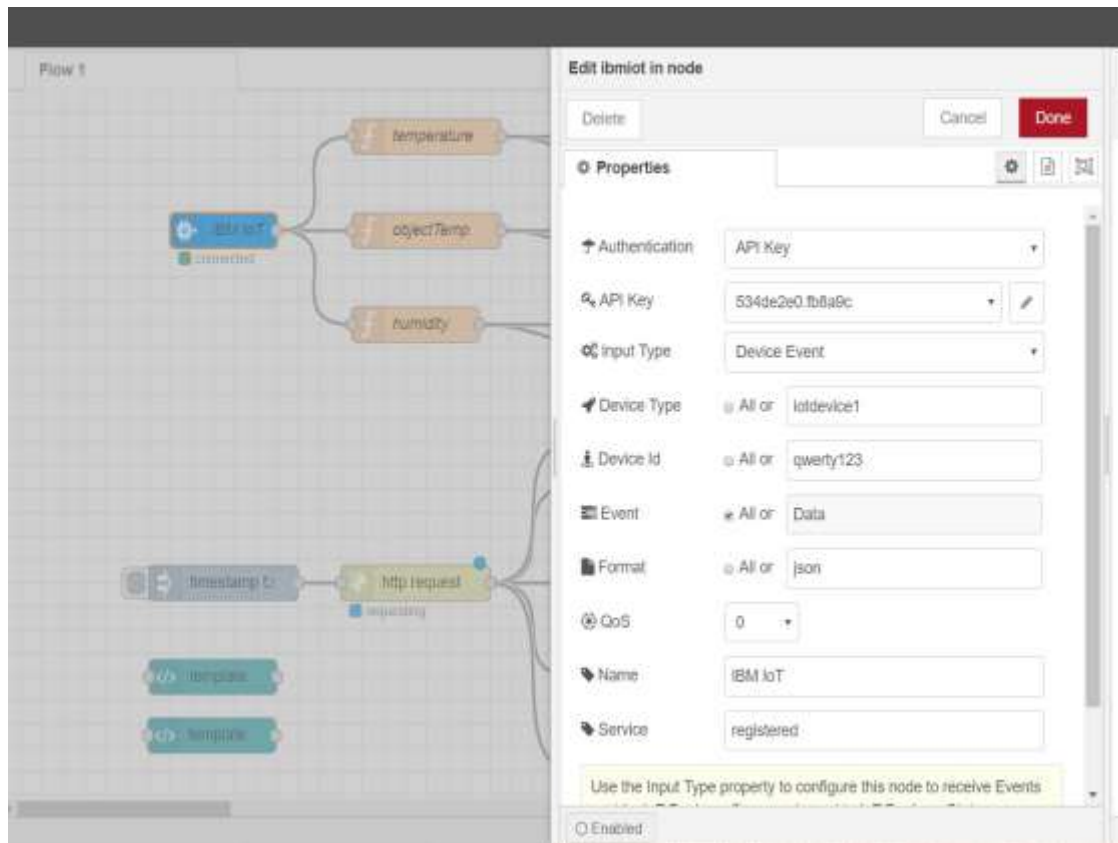 Flow 1
Edit ibmiot in node
Delete
Cancel
Done
Properties
temperature
IBM IoT
connected
objectTemp
humidity
Authentication
API Key
API Key
534de2e0.fb8a9c
Input Type
Device Event
Device Type
All or
iotdevice1
Device Id
All or
qwerty123
Event
All or
Data
Format
All or
json
QoS
0
Name
IBM IoT
Service
registered
timestamp ↻
http request
requesting
template
template
Use the Input Type property to configure this node to receive Events
Enabled